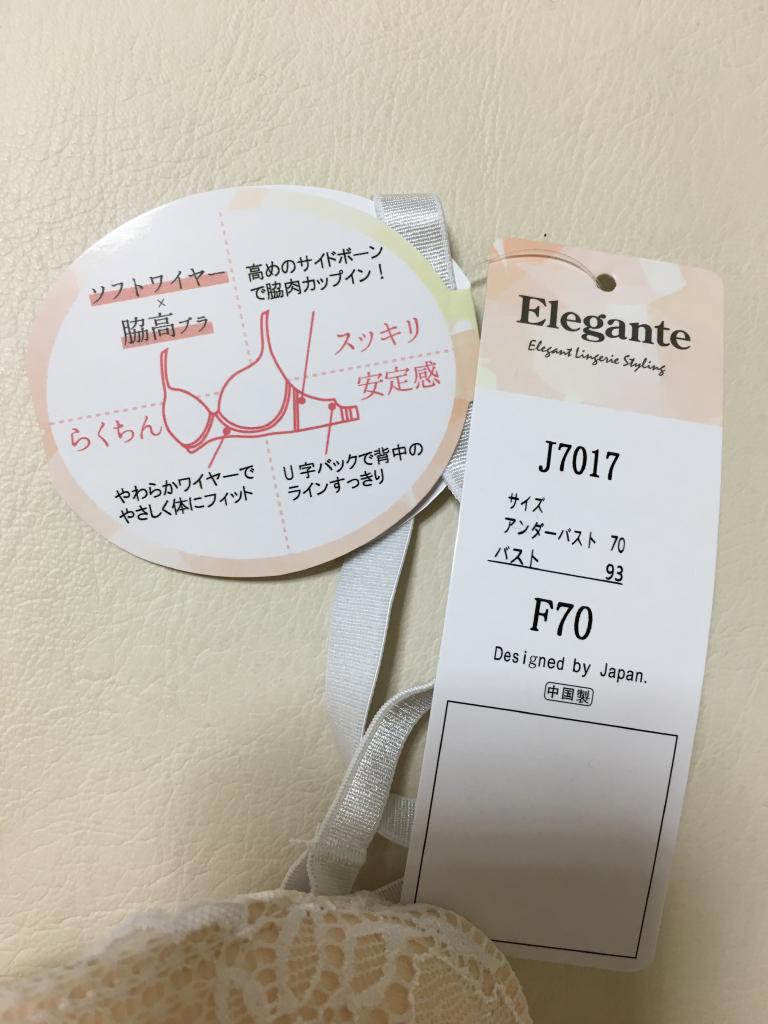 ソフトワイヤー
×
脇高ブラ
高めのサイドボーン
で脇肉カップイン！
スッキリ
安定感
らくちん
やわらかワイヤーで
やさしく体にフィット
U字バックで背中の
ラインすっきり
Elegante
Elegant Lingerie Styling
J7017
サイズ
アンダーバスト 70
バスト 93
F70
Designed by Japan.
中国製